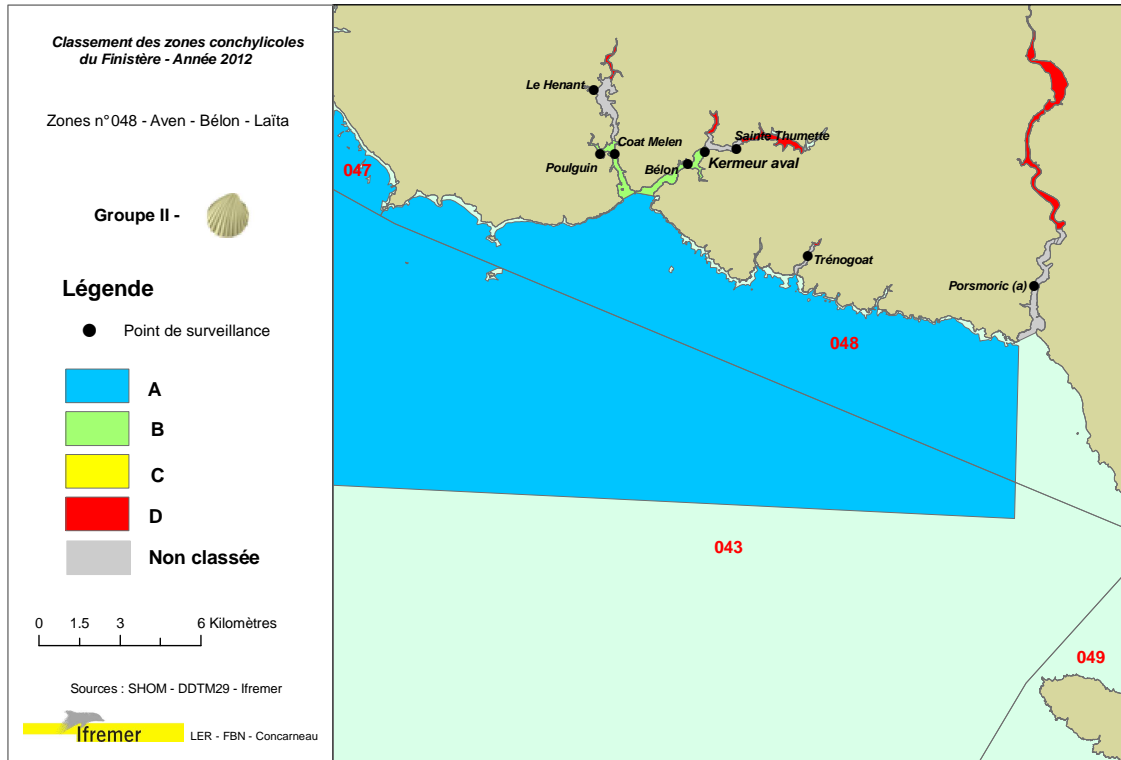 Classement des zones conchylicoles
du Finistère - Année 2012
Zones n°048 - Aven - Bélon - Laïta
Groupe II -
Légende
Point de surveillance
A
B
C
D
Non classée
0 1.5 3 6 Kilomètres
Sources : SHOM - DDTM29 - Ifremer
Ifremer
LER - FBN - Concarneau
Le Henant
Coat Melen
Sainte Thumette
Poulguin
Bélon
Kermeur aval
047
Trénogoat
Porsmoric (a)
048
043
049